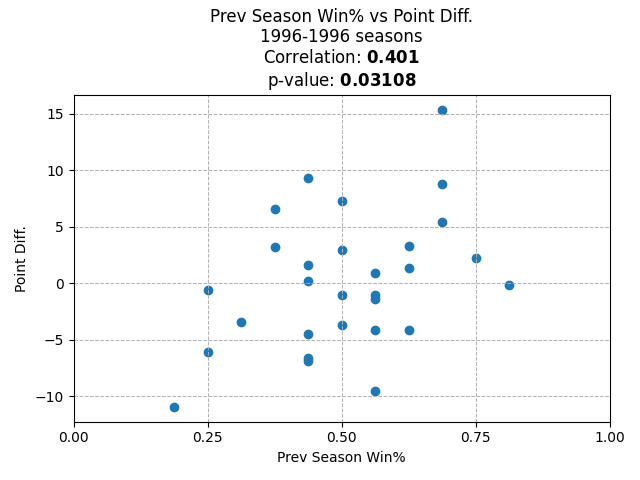 Prev Season Win% vs Point Diff.
1996-1996 seasons
Correlation: 0.401
p-value: 0.03108
15
10
5
0
−5
−10
Point Diff.
0.00 0.25 0.50 0.75 1.00
Prev Season Win%